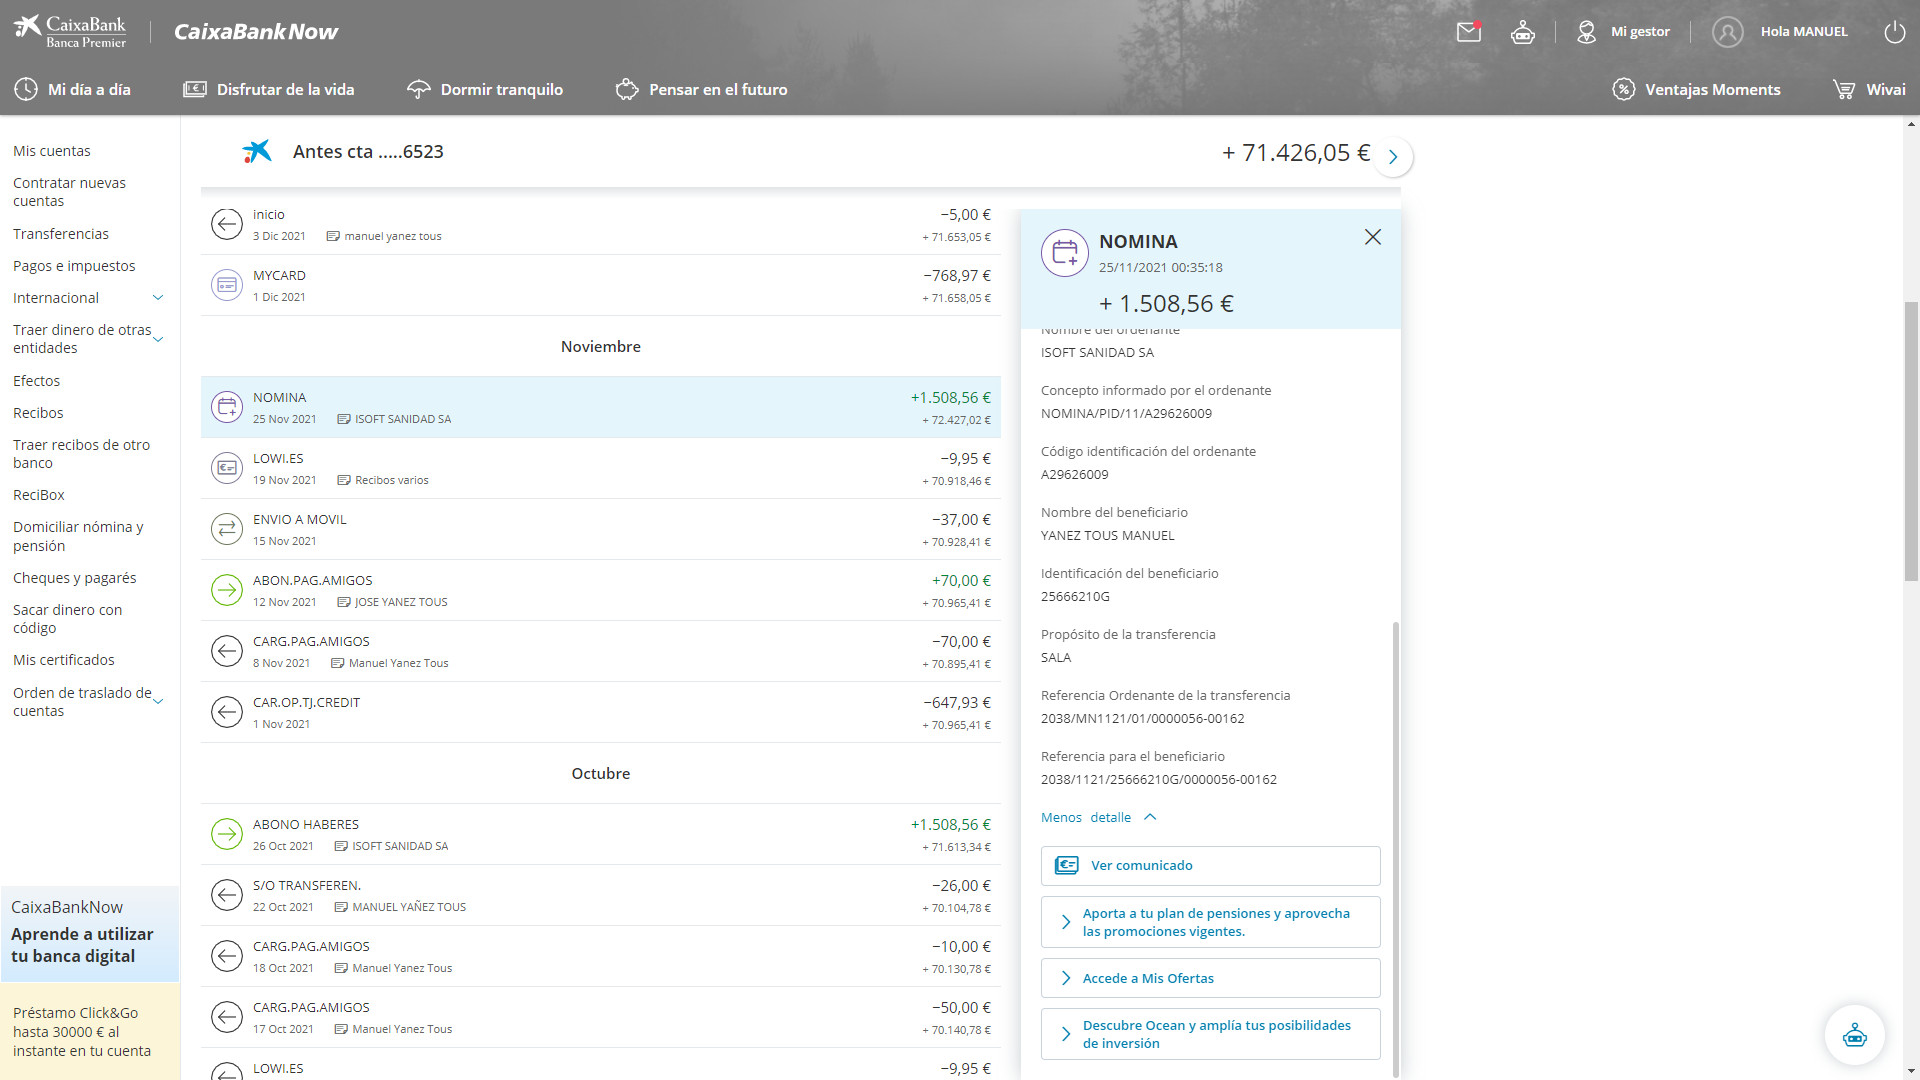 CaixaBank
Banca Premier
CaixaBankNow
Mi gestor
Hola MANUEL
Mi día a día
Disfrutar de la vida
Dormir tranquilo
Pensar en el futuro
Ventajas Moments
Wivai
Mis cuentas
Contratar nuevas
cuentas
Transferencias
Pagos e impuestos
Internacional
Traer dinero de otras
entidades
Efectos
Recibos
Traer recibos de otro
banco
ReciBox
Domiciliar nómina y
pensión
Cheques y pagarés
Sacar dinero con
código
Mis certificados
Orden de traslado de
cuentas
CaixaBankNow
Aprende a utilizar
tu banca digital
Préstamo Click&Go
hasta 30000 € al
instante en tu cuenta
Antes cta .....6523
+ 71.426,05 €
inicio
−5,00 €
3 Dic 2021 manuel yanez tous
+ 71.653,05 €
MYCARD
−768,97 €
1 Dic 2021
+ 71.658,05 €
Noviembre
NOMINA
+1.508,56 €
25 Nov 2021 ISOFT SANIDAD SA
+ 72.427,02 €
LOWI.ES
−9,95 €
19 Nov 2021 Recibos varios
+ 70.918,46 €
ENVIO A MOVIL
−37,00 €
15 Nov 2021
+ 70.928,41 €
ABON.PAG.AMIGOS
+70,00 €
12 Nov 2021 JOSE YANEZ TOUS
+ 70.965,41 €
CARG.PAG.AMIGOS
−70,00 €
8 Nov 2021 Manuel Yanez Tous
+ 70.895,41 €
CAR.OP.TJ.CREDIT
−647,93 €
1 Nov 2021
+ 70.965,41 €
Octubre
ABONO HABERES
+1.508,56 €
26 Oct 2021 ISOFT SANIDAD SA
+ 71.613,34 €
S/O TRANSFEREN.
−26,00 €
22 Oct 2021 MANUEL YAÑEZ TOUS
+ 70.104,78 €
CARG.PAG.AMIGOS
−10,00 €
18 Oct 2021 Manuel Yanez Tous
+ 70.130,78 €
CARG.PAG.AMIGOS
−50,00 €
17 Oct 2021 Manuel Yanez Tous
+ 70.140,78 €
LOWI.ES
−9,95 €
NOMINA
25/11/2021 00:35:18
+ 1.508,56 €
Nombre del ordenante
ISOFT SANIDAD SA
Concepto informado por el ordenante
NOMINA/PID/11/A29626009
Código identificación del ordenante
A29626009
Nombre del beneficiario
YANEZ TOUS MANUEL
Identificación del beneficiario
25666210G
Propósito de la transferencia
SALA
Referencia Ordenante de la transferencia
2038/MN1121/01/0000056-00162
Referencia para el beneficiario
2038/1121/25666210G/0000056-00162
Menos detalle
Ver comunicado
Aporta a tu plan de pensiones y aprovecha
las promociones vigentes.
Accede a Mis Ofertas
Descubre Ocean y amplía tus posibilidades
de inversión